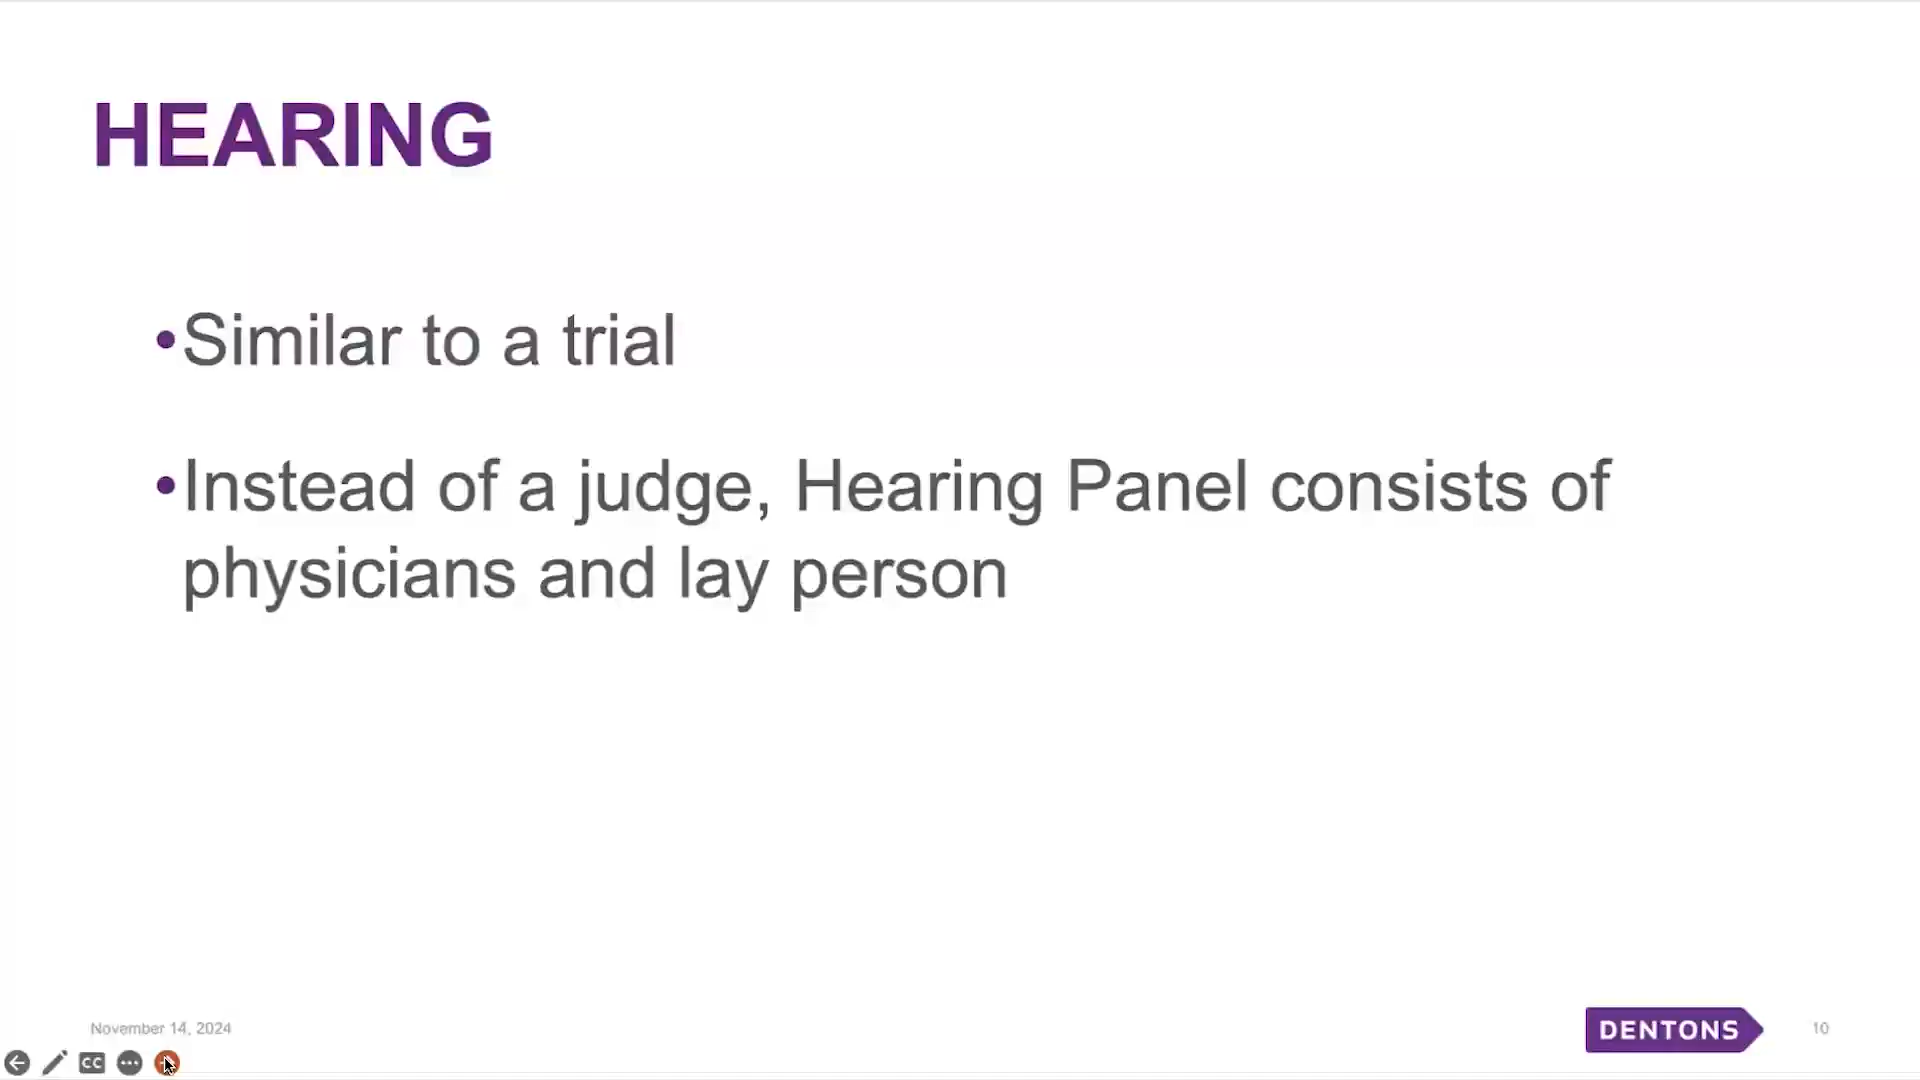 HEARING
•Similar to a trial
•Instead of a judge, Hearing Panel consists of
physicians and lay person
November 14, 2024
DENTONS
10
CC